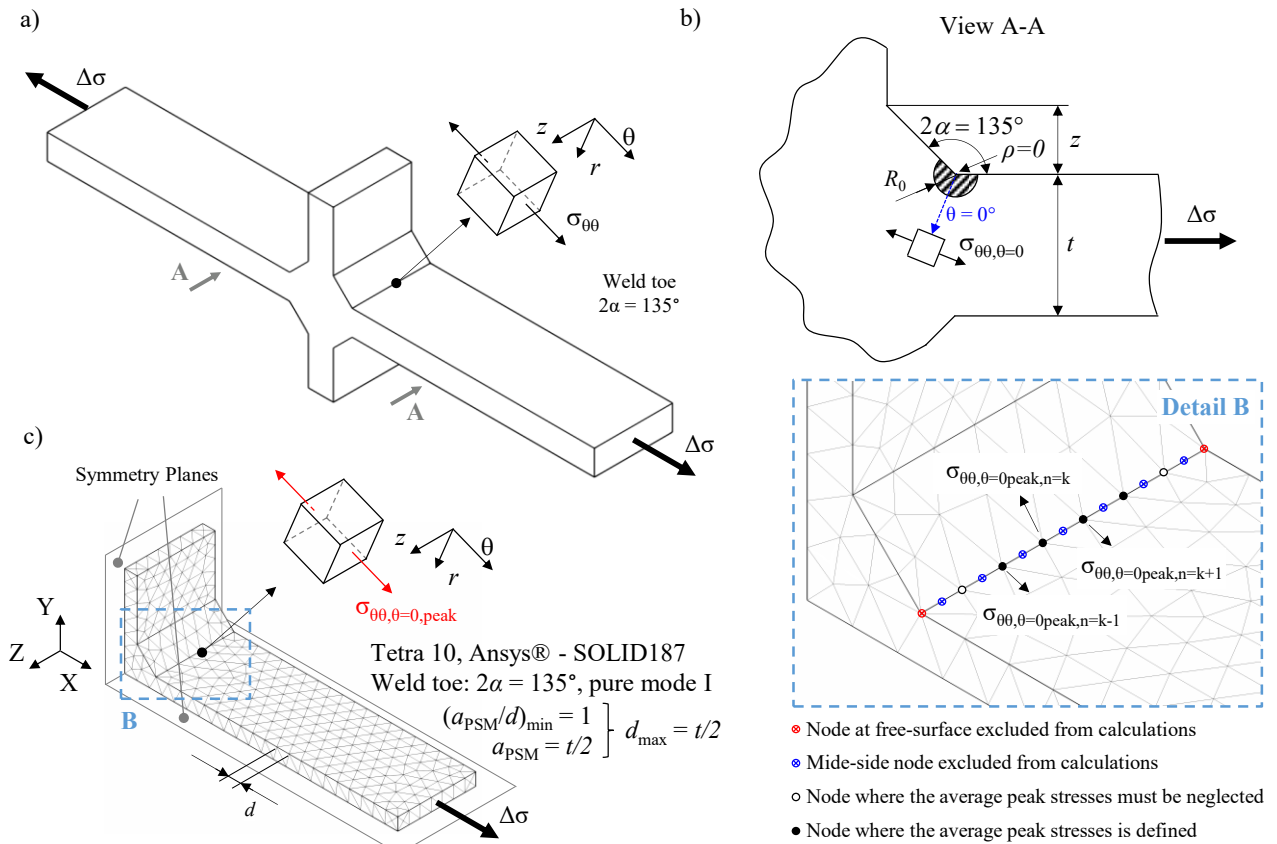 a)
Δσ
z
θ
r
σθθ
A
Weld toe
2α = 135°
A
Δσ
b)
View A-A
2α = 135°
ρ=0
z
R0
θ = 0°
σθθ,θ=0
t
Δσ
c)
Symmetry Planes
z
θ
r
σθθ,θ=0,peak
Y
Z
X
B
d
Tetra 10, Ansys® - SOLID187
Weld toe: 2α = 135°, pure mode I
(aPSM/d)min = 1
aPSM = t/2
dmax = t/2
Δσ
Detail B
σθθ,θ=0peak,n=k
σθθ,θ=0peak,n=k+1
σθθ,θ=0peak,n=k-1
Node at free-surface excluded from calculations
Mide-side node excluded from calculations
Node where the average peak stresses must be neglected
Node where the average peak stresses is defined